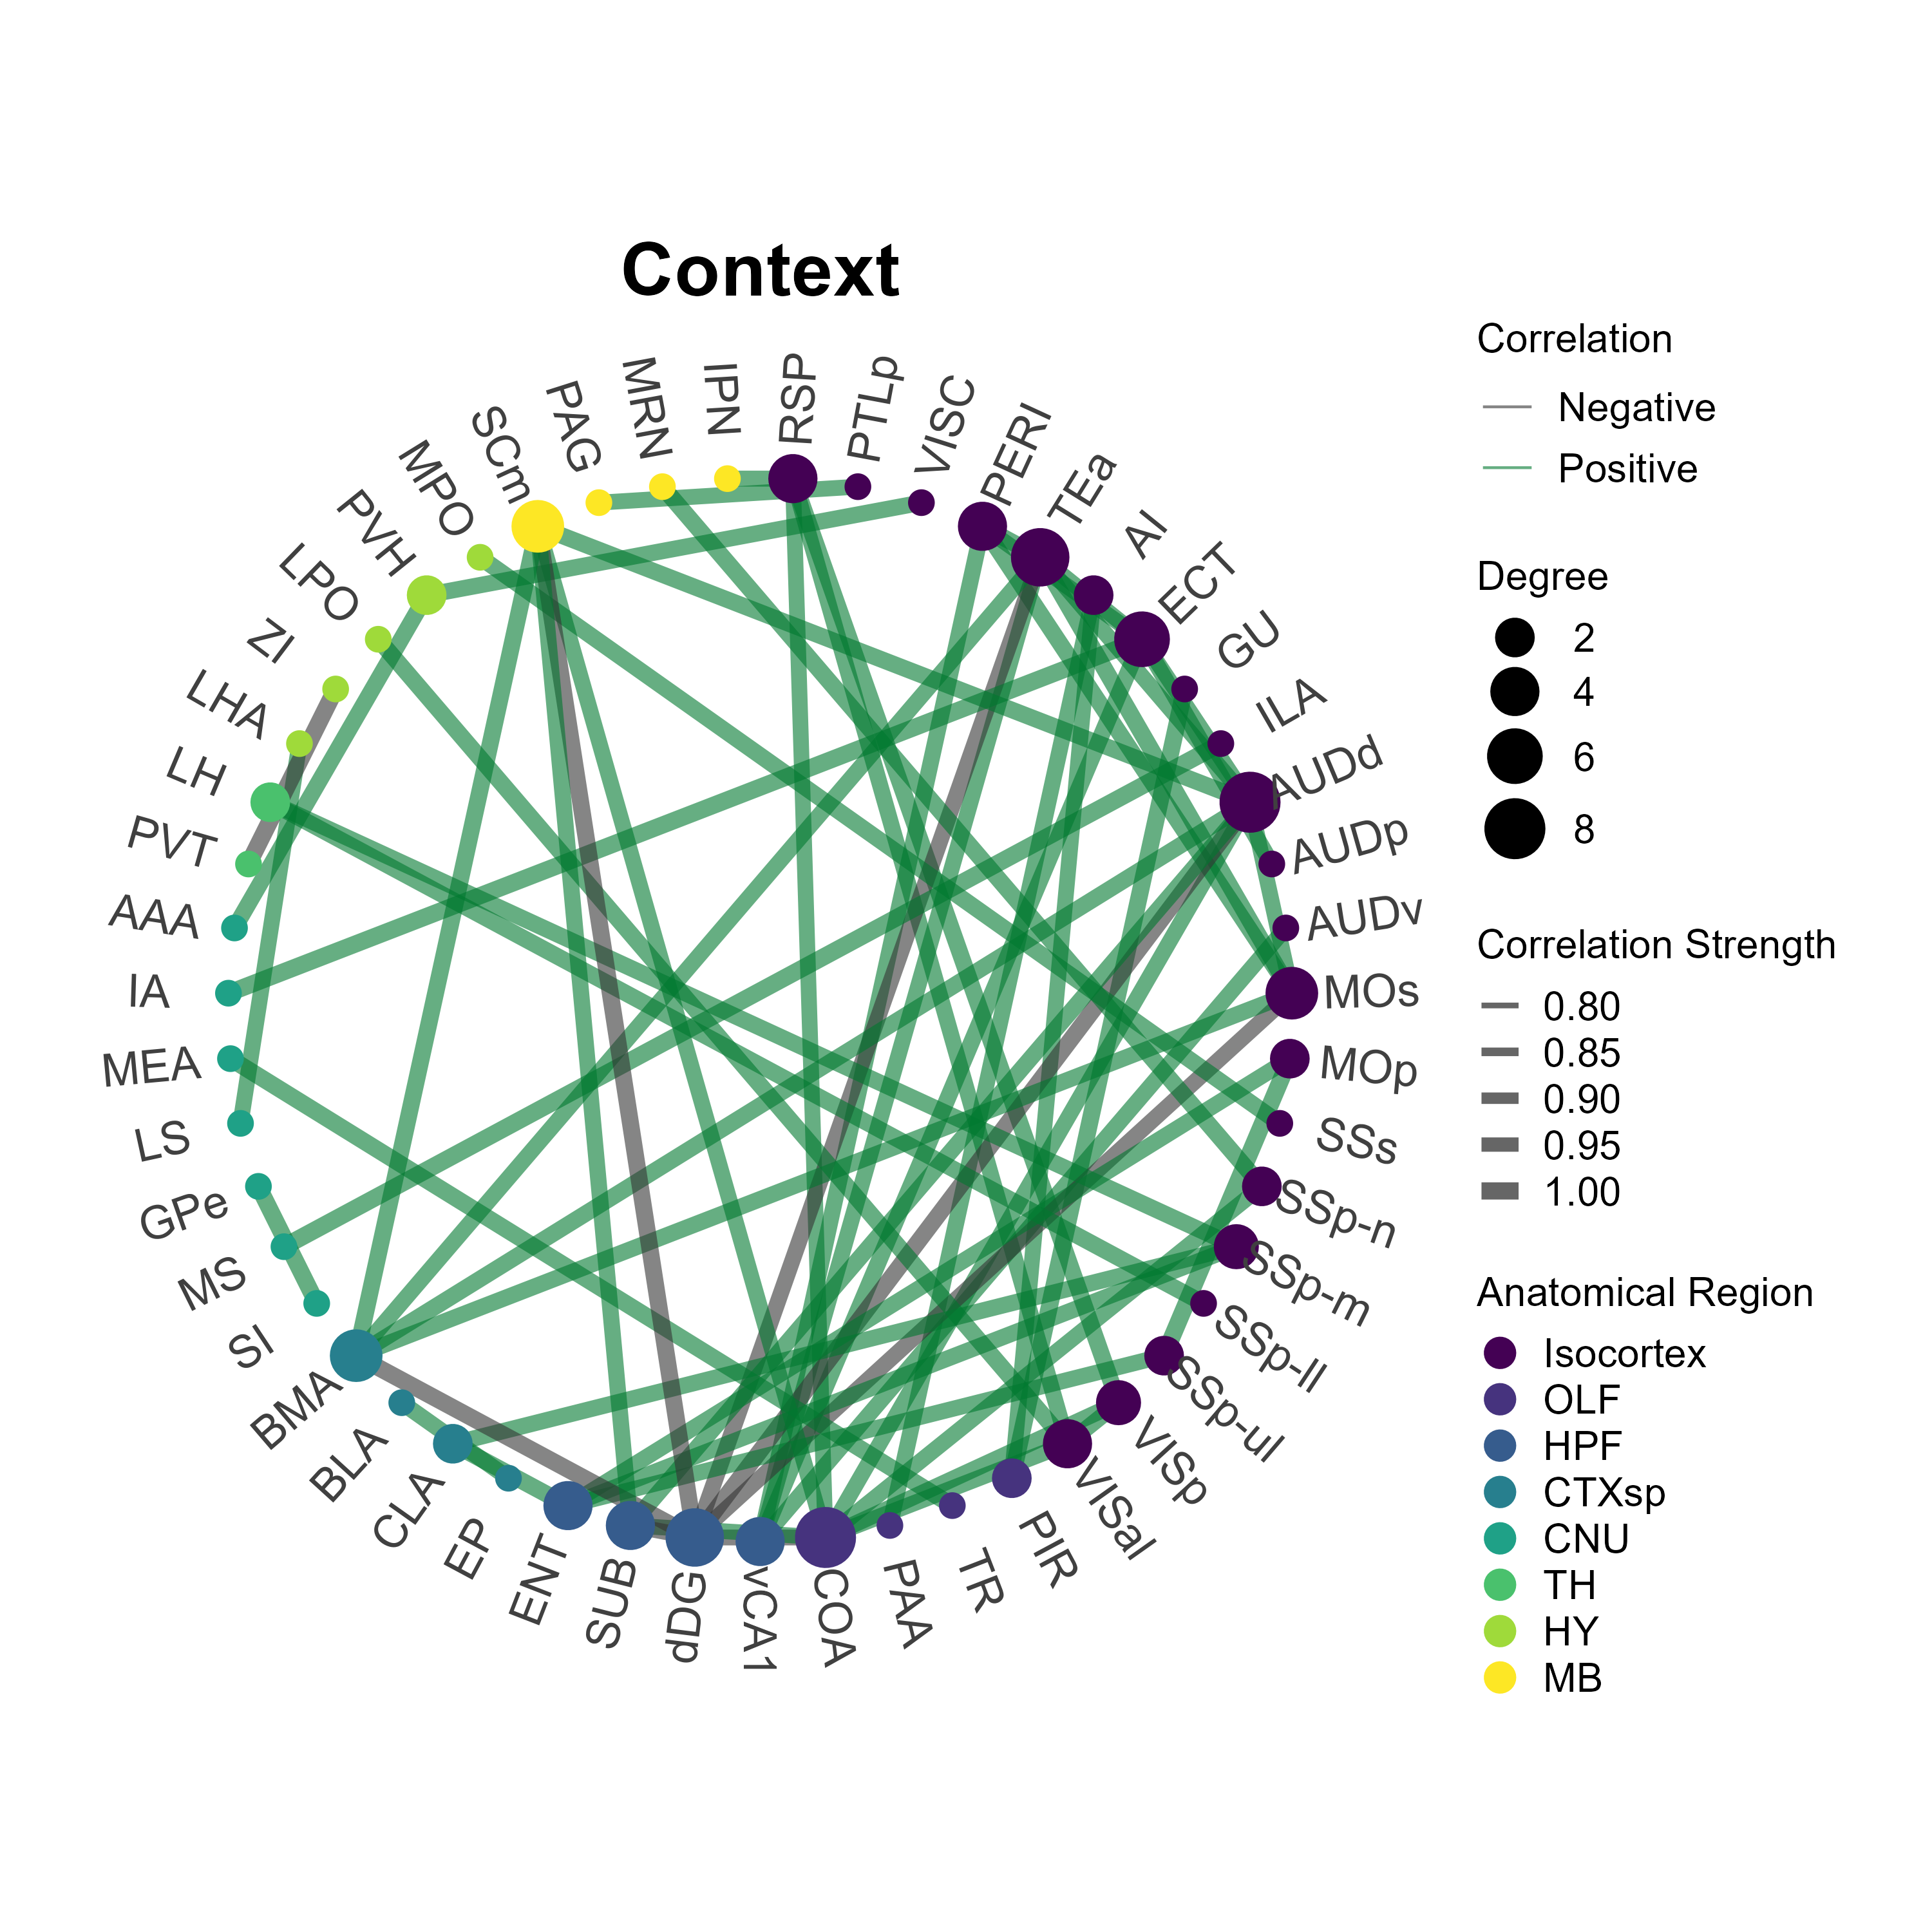 Context
RSP
PTLp
VISC
PERI
TEa
AI
ECT
GU
ILA
AUDd
AUDp
AUDv
MOs
MOp
SSs
SSp-n
SSp-m
SSp-ll
SSp-ul
VISp
VISal
PIR
TR
PAA
COA
vCA1
dDG
SUB
ENT
EP
CLA
BLA
BMA
SI
MS
GPe
LS
MEA
IA
AAA
PVT
LH
LHA
ZI
LPO
PVH
MPO
SCm
PAG
MRN
IPN
Correlation
Negative
Positive
Degree
2
4
6
8
Correlation Strength
0.80
0.85
0.90
0.95
1.00
Anatomical Region
Isocortex
OLF
HPF
CTXsp
CNU
TH
HY
MB